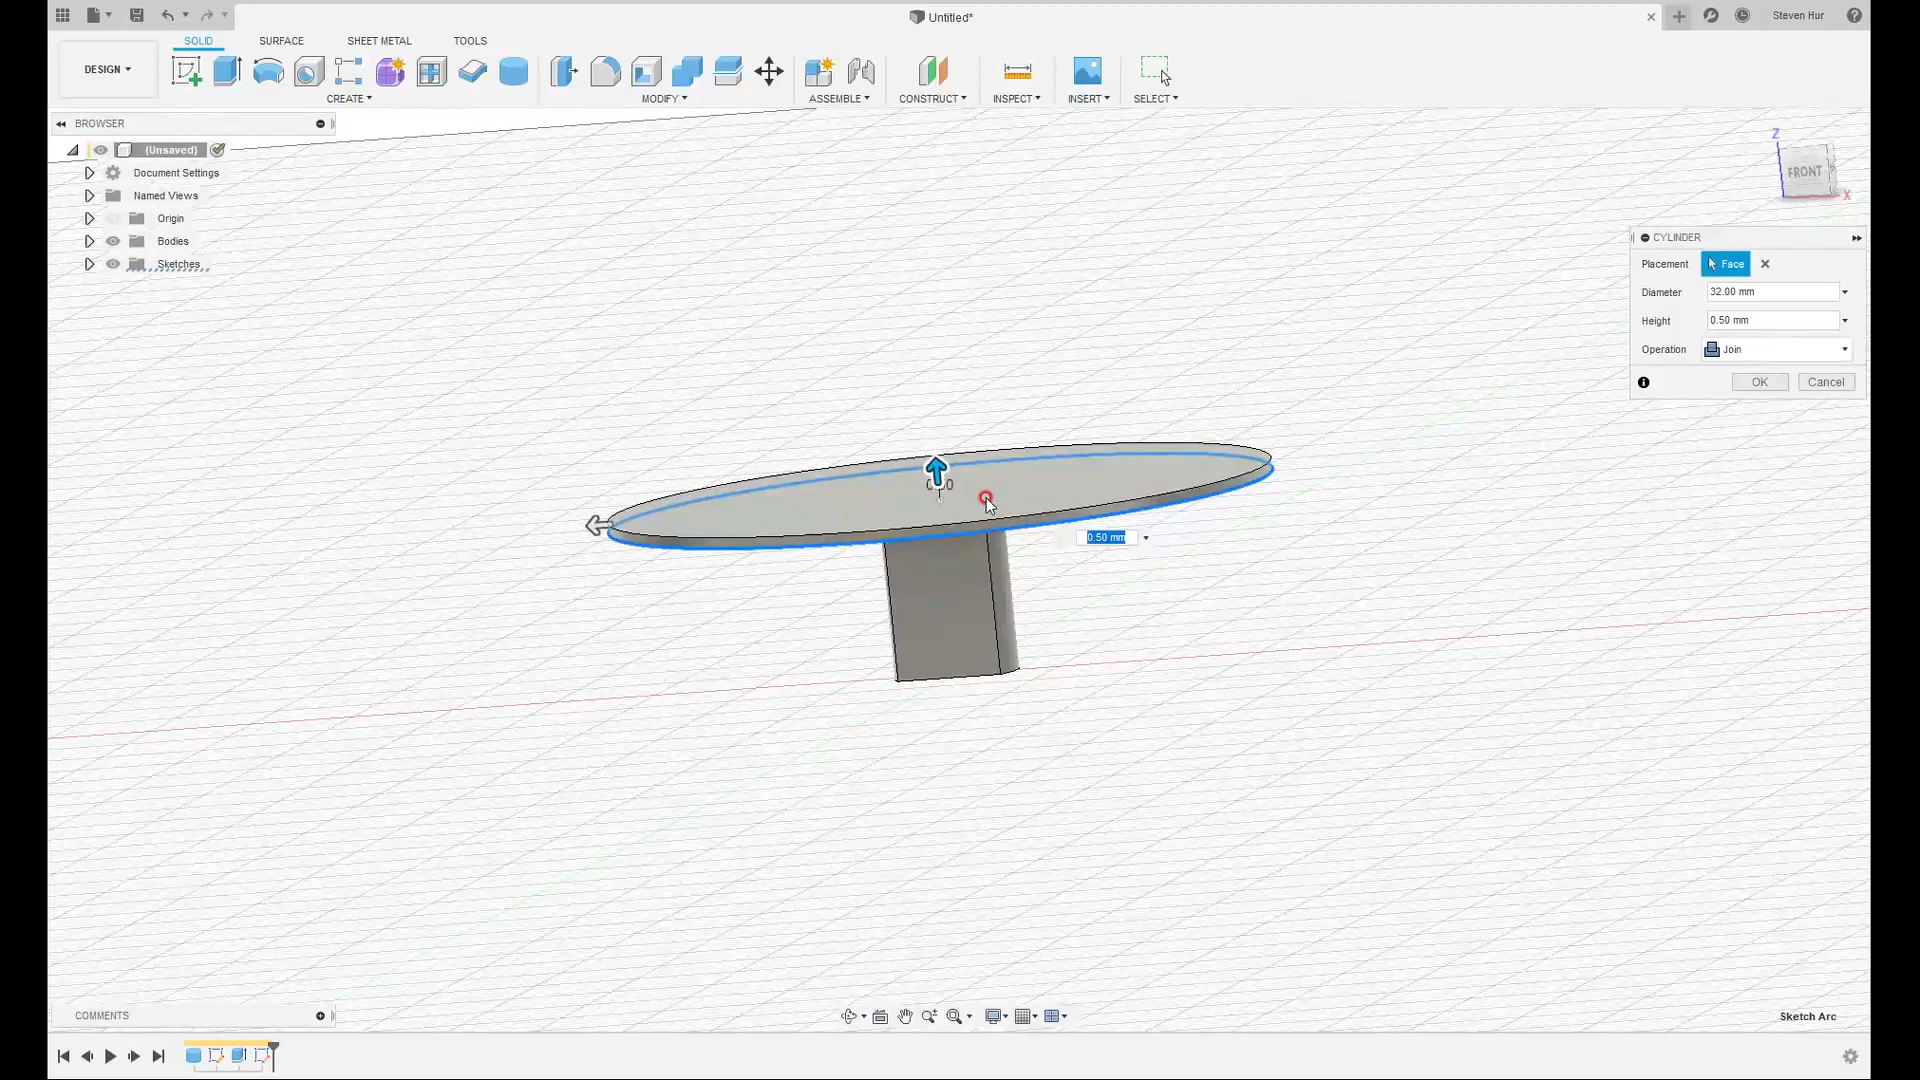 Untitled*
Steven Hur
SOLID
SURFACE
SHEET METAL
TOOLS
DESIGN
CREATE
MODIFY
ASSEMBLE
CONSTRUCT
INSPECT
INSERT
SELECT
BROWSER
(Unsaved)
Document Settings
Named Views
Origin
Bodies
Sketches
Z
FRONT
X
CYLINDER
Placement
Face
Diameter
32.00 mm
Height
0.50 mm
Operation
Join
OK
Cancel
0.50 mm
COMMENTS
Sketch Arc